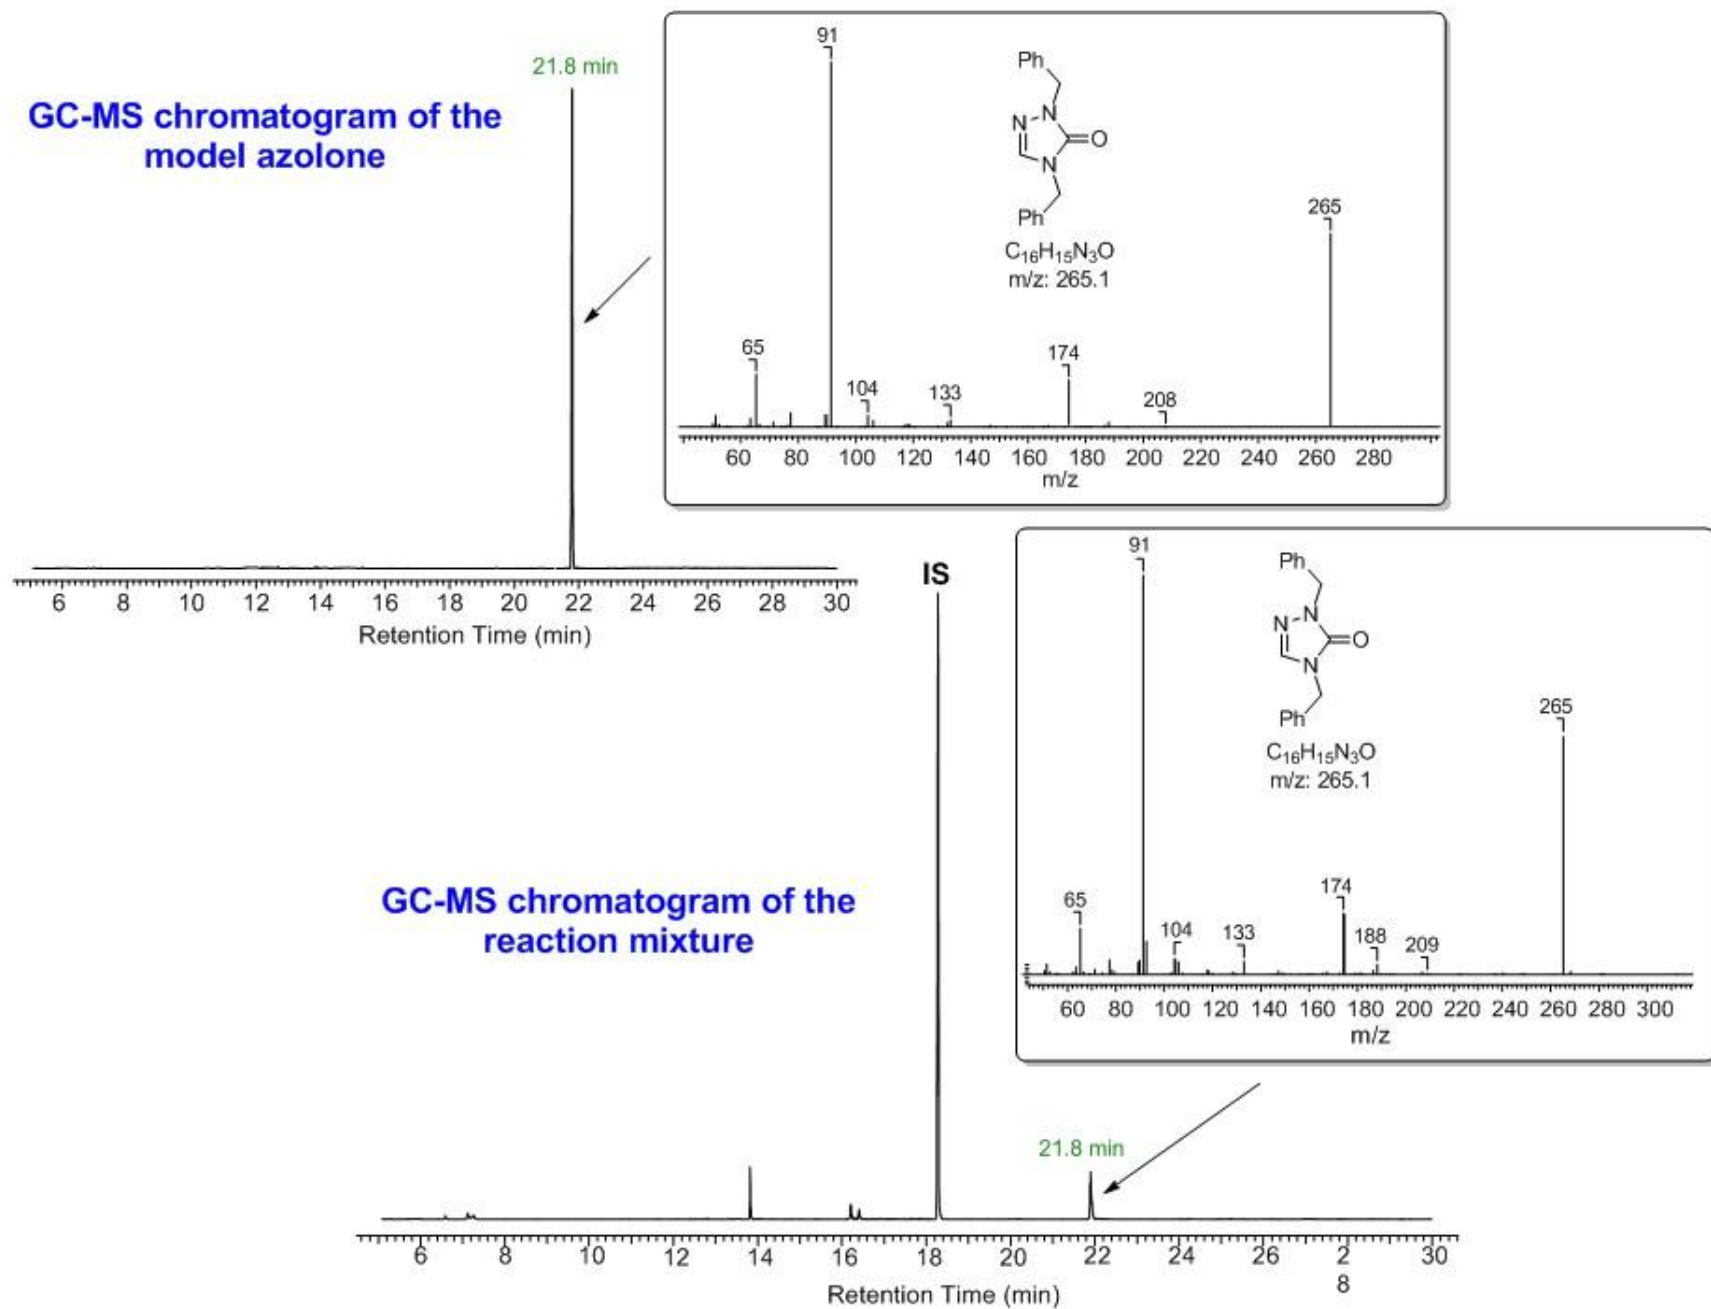 21.8 min
GC-MS chromatogram of the
model azolone
6 8 10 12 14 16 18 20 22 24 26 28 30
Retention Time (min)
91
265
65
104
133
174
208
Ph
N N
O
N
Ph
C₁₆H₁₅N₃O
m/z: 265.1
60 80 100 120 140 160 180 200 220 240 260 280
m/z
IS
GC-MS chromatogram of the
reaction mixture
21.8 min
6 8 10 12 14 16 18 20 22 24 26 2 30
8
Retention Time (min)
91
265
65
104
133
174
188
209
Ph
N
N
O
N
Ph
C₁₆H₁₅N₃O
m/z: 265.1
60 80 100 120 140 160 180 200 220 240 260 280 300
m/z